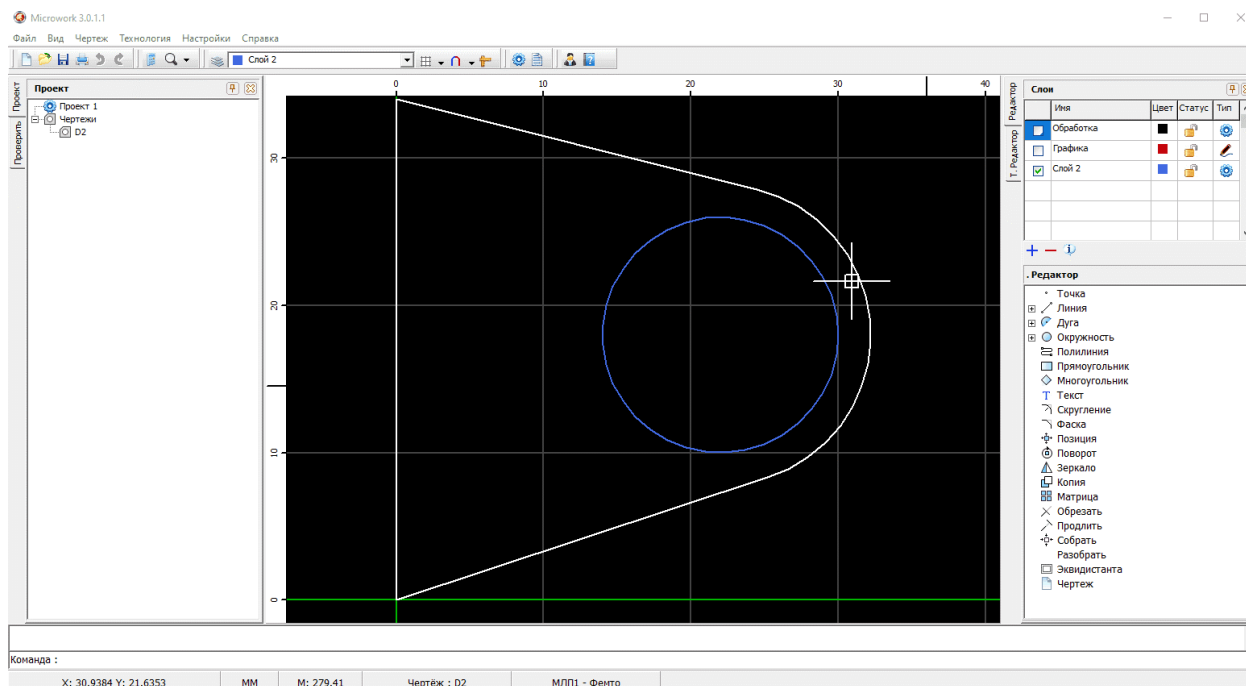 Microwork 3.0.1.1
Файл Вид Чертеж Технология Настройки Справка
Слой 2
Проект
Проверить
Проект
Проект 1
Чертежи
D2
0 10 20 30 40
30
20
10
0
Редактор
Т. Редактор
Слои
Имя Цвет Статус Тип
Обработка
Графика
Слой 2
. Редактор
Точка
Линия
Дуга
Окружность
Полилиния
Прямоугольник
Многоугольник
T Текст
Скругление
Фаска
Позиция
Поворот
Зеркало
Копия
Матрица
Обрезать
Продлить
Собрать
Разобрать
Эквидистанта
Чертеж
Команда :
X: 30.9384 Y: 21.6353 ММ М: 279.41 Чертёж : D2 МЛП1 - Фемто